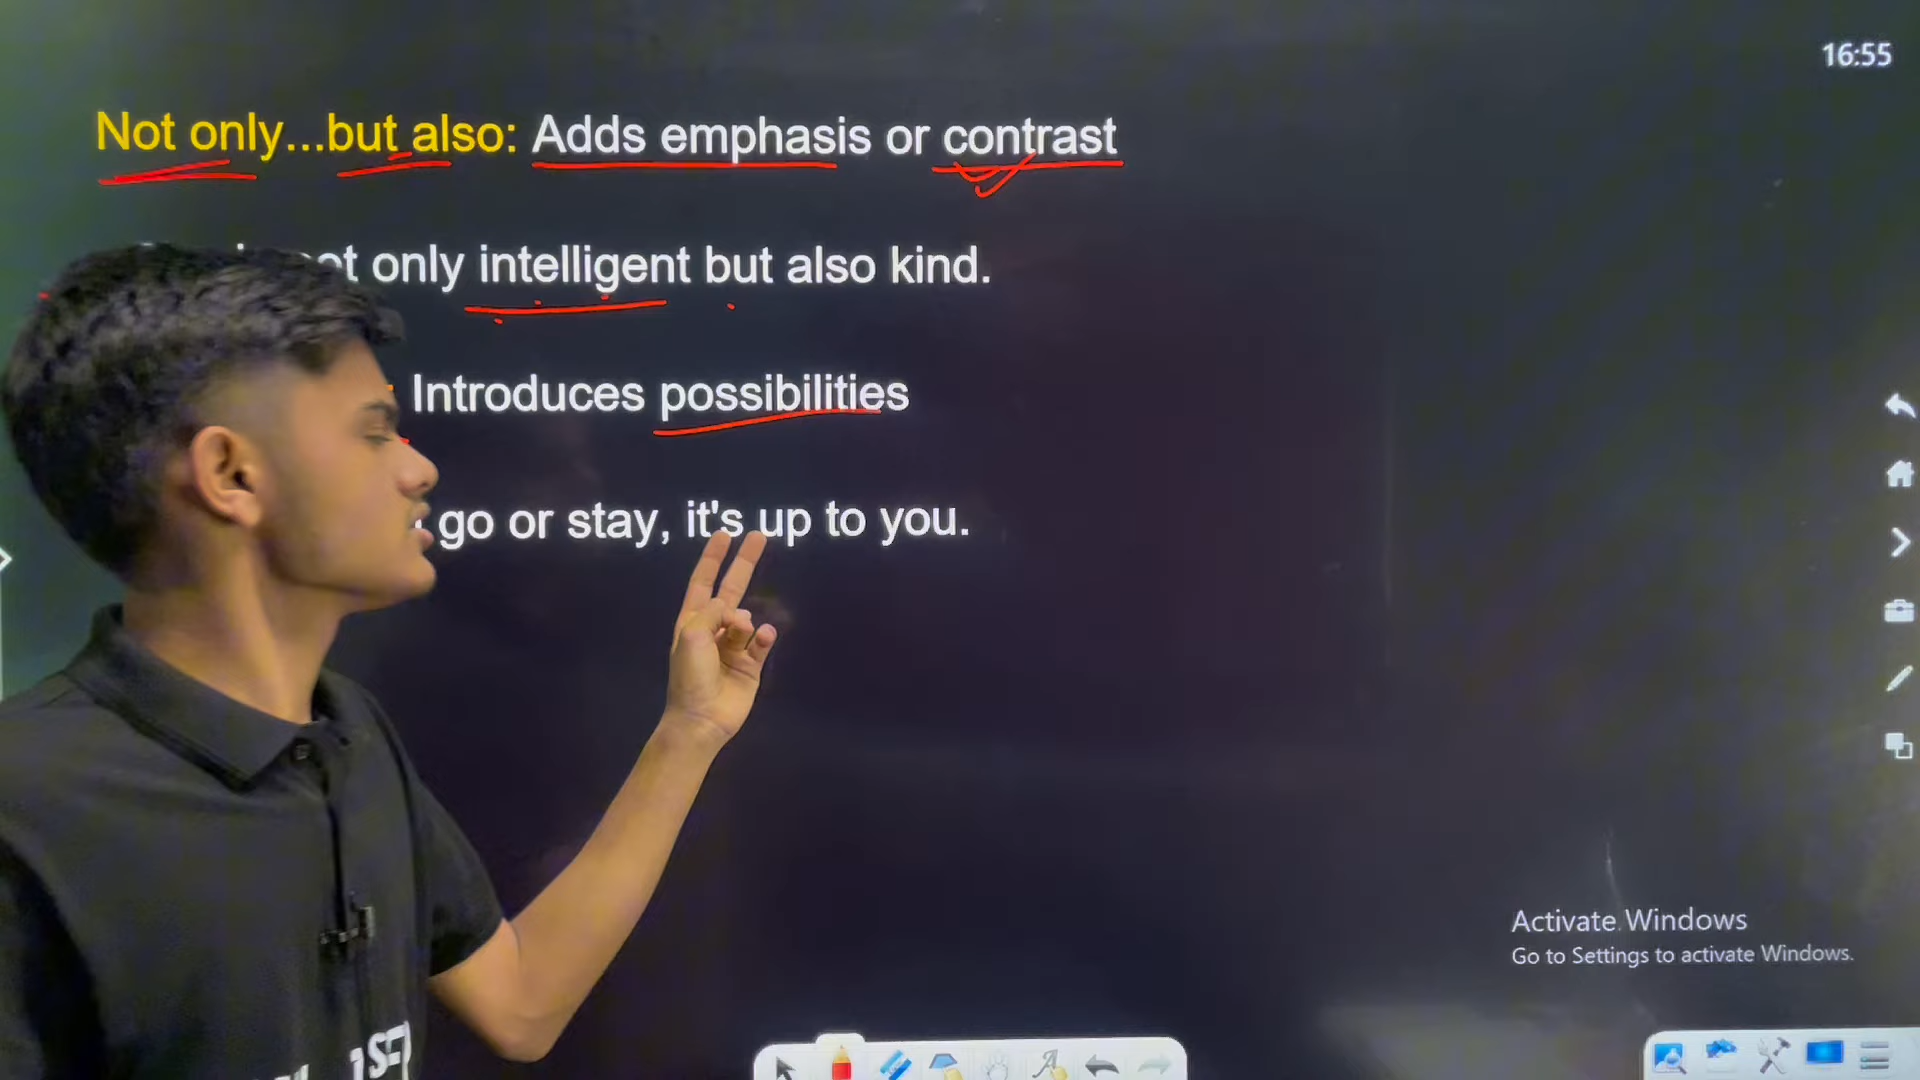 16:55
Not only...but also: Adds emphasis or contrast
only intelligent but also kind.
Introduces possibilities
go or stay, it's up to you.
Activate Windows
Go to Settings to activate Windows.